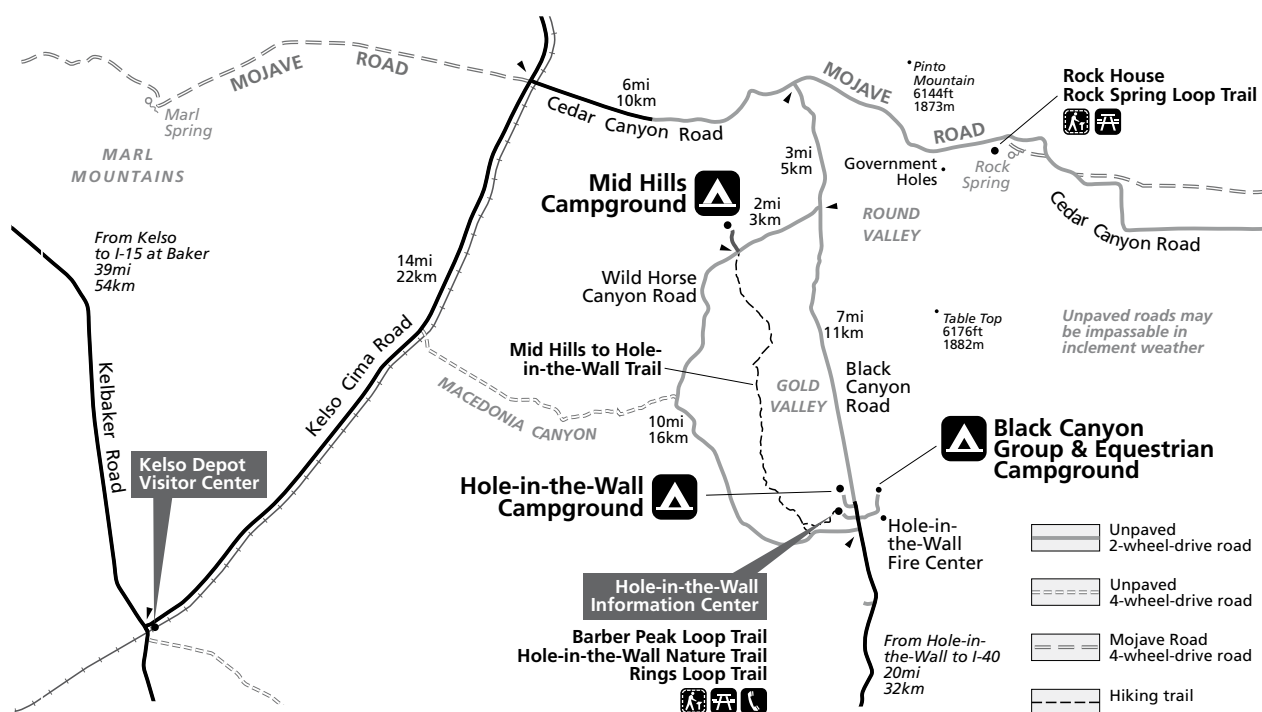 MOJAVE ROAD
Marl
Spring
MARL
MOUNTAINS
6mi
10km
Cedar Canyon Road
MOJAVE
ROAD
Pinto
Mountain
6144ft
1873m
Rock House
Rock Spring Loop Trail
3mi
5km
Government
Holes
Rock
Spring
Cedar Canyon Road
Mid Hills
Campground
2mi
3km
ROUND
VALLEY
From Kelso
to I-15 at Baker
39mi
54km
14mi
22km
Wild Horse
Canyon Road
7mi
11km
Table Top
6176ft
1882m
Unpaved roads may
be impassable in
inclement weather
Kelbaker Road
Kelso Cima Road
Mid Hills to Hole-
in-the-Wall Trail
MACEDONIA CANYON
GOLD
VALLEY
Black
Canyon
Road
10mi
16km
Kelso Depot
Visitor Center
Black Canyon
Group & Equestrian
Campground
Hole-in-the-Wall
Campground
Hole-in-
the-Wall
Fire Center
Hole-in-the-Wall
Information Center
Barber Peak Loop Trail
Hole-in-the-Wall Nature Trail
Rings Loop Trail
From Hole-in-
the-Wall to I-40
20mi
32km
Unpaved
2-wheel-drive road
Unpaved
4-wheel-drive road
Mojave Road
4-wheel-drive road
Hiking trail